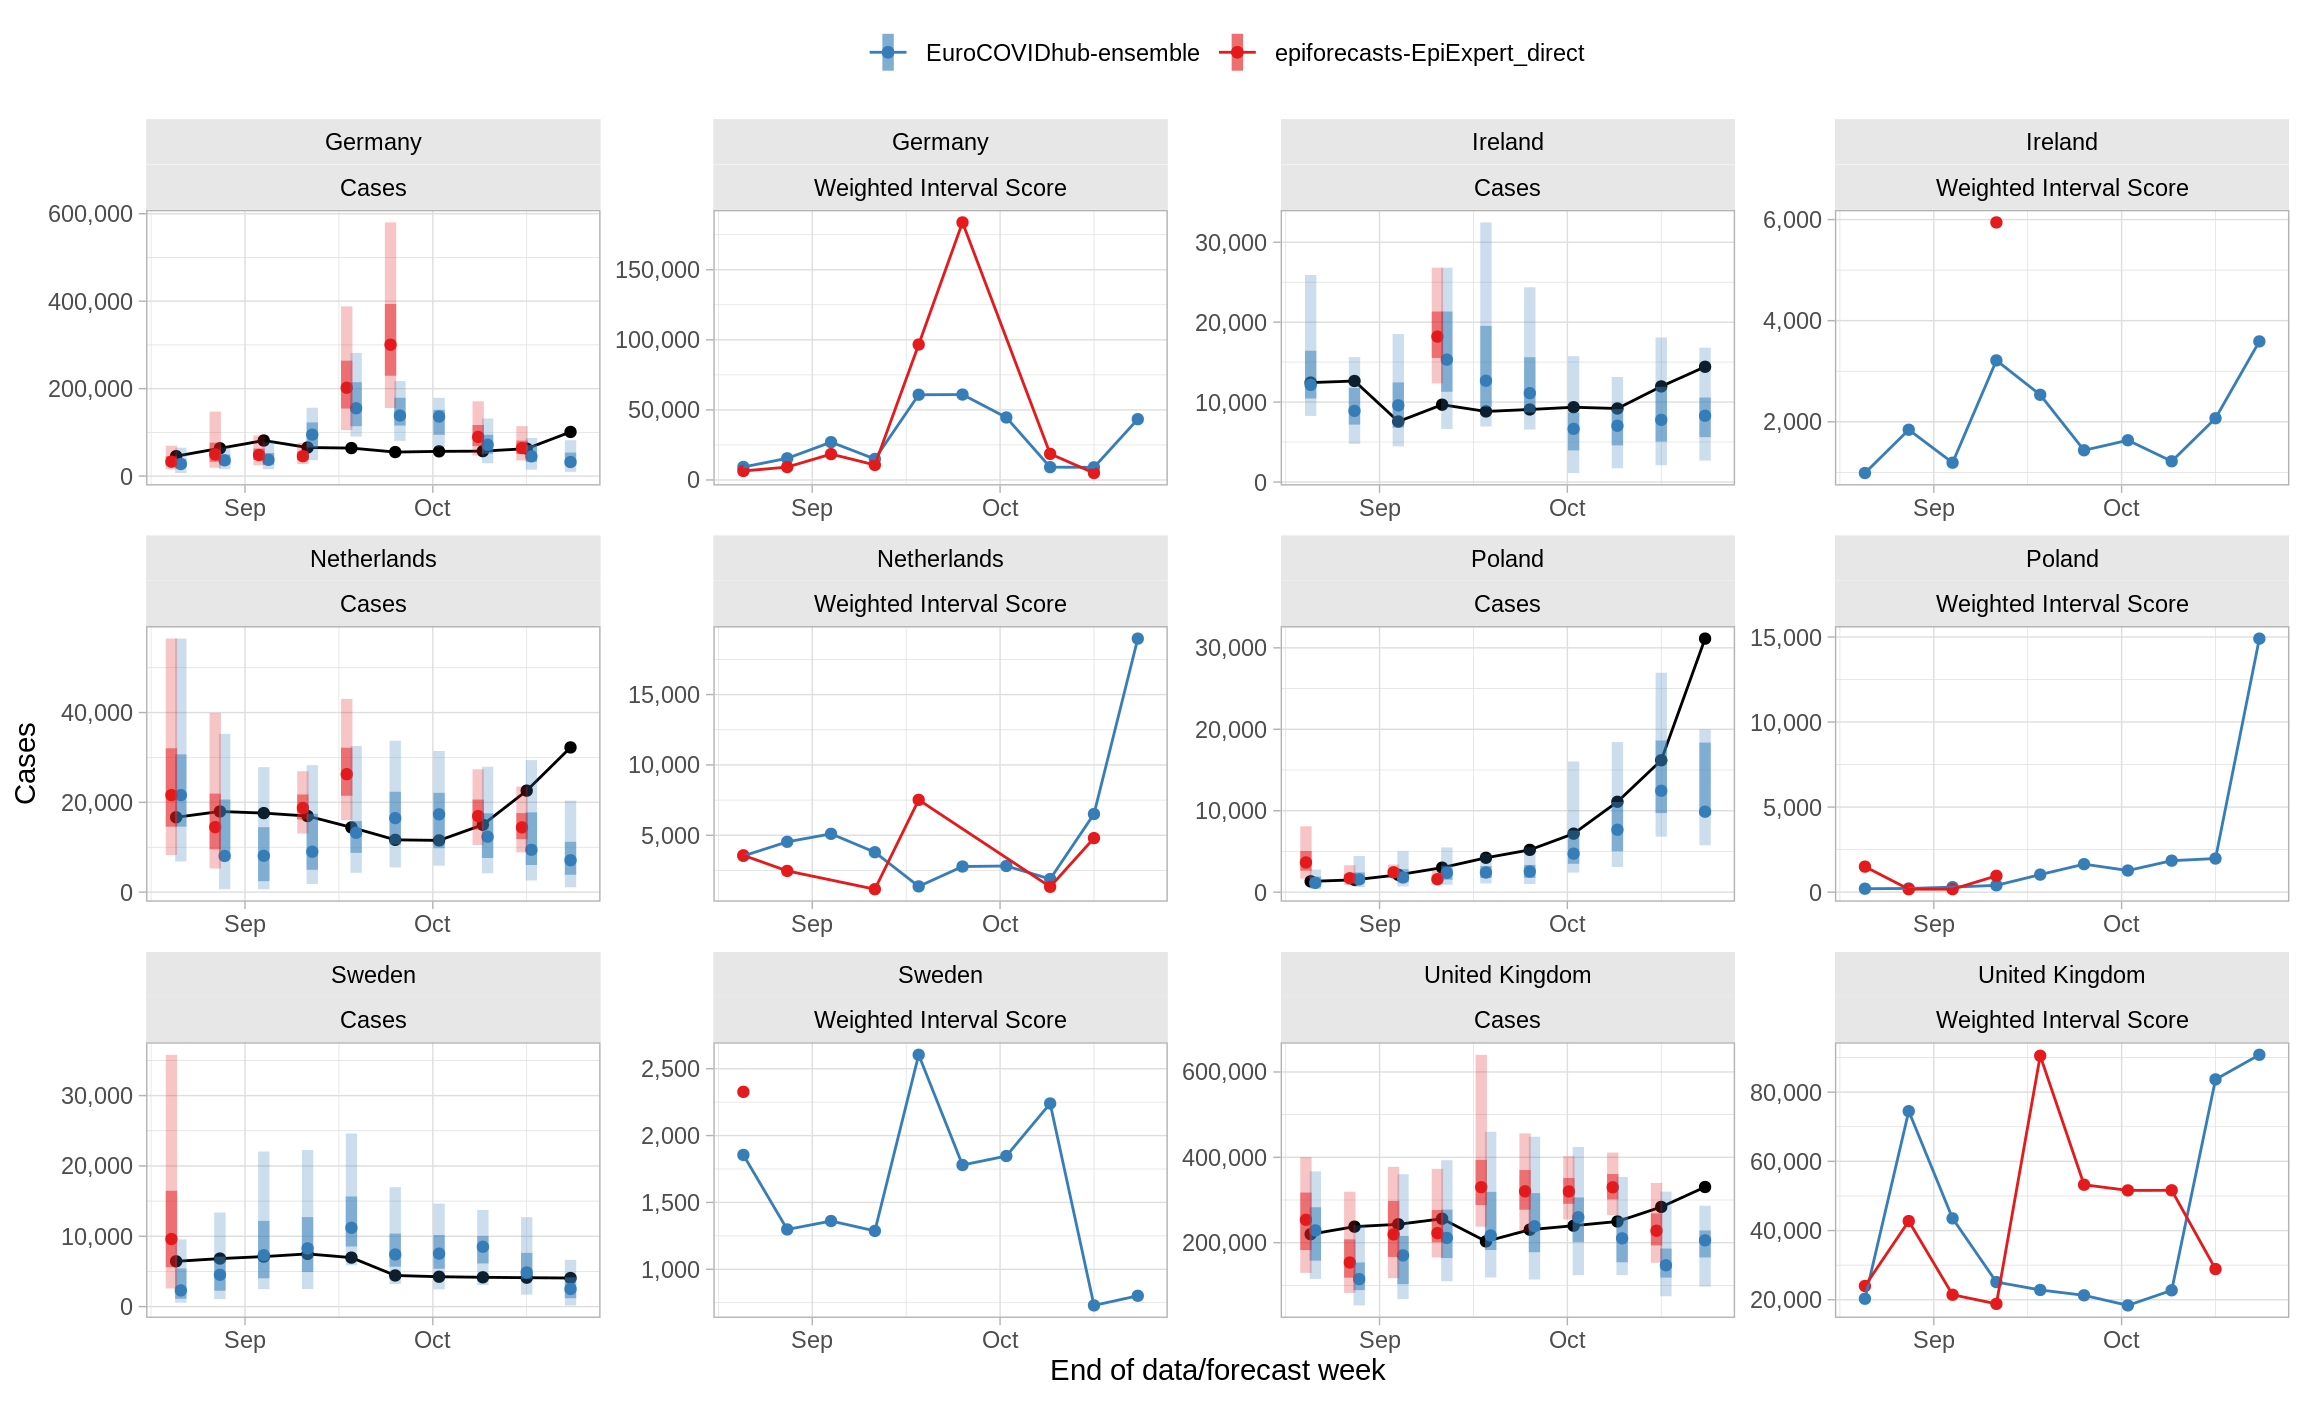 EuroCOVIDhub-ensemble epiforecasts-EpiExpert_direct
Germany Germany Ireland Ireland
Cases Weighted Interval Score Cases Weighted Interval Score
600,000
400,000
200,000
0
Sep Oct
150,000
100,000
50,000
0
Sep Oct
30,000
20,000
10,000
0
Sep Oct
6,000
4,000
2,000
Sep Oct
Netherlands Netherlands Poland Poland
Cases Weighted Interval Score Cases Weighted Interval Score
40,000
20,000
0
Sep Oct
15,000
10,000
5,000
Sep Oct
30,000
20,000
10,000
0
Sep Oct
15,000
10,000
5,000
0
Sep Oct
Cases
Sweden Sweden United Kingdom United Kingdom
Cases Weighted Interval Score Cases Weighted Interval Score
30,000
20,000
10,000
0
Sep Oct
2,500
2,000
1,500
1,000
Sep Oct
600,000
400,000
200,000
Sep Oct
80,000
60,000
40,000
20,000
Sep Oct
End of data/forecast week